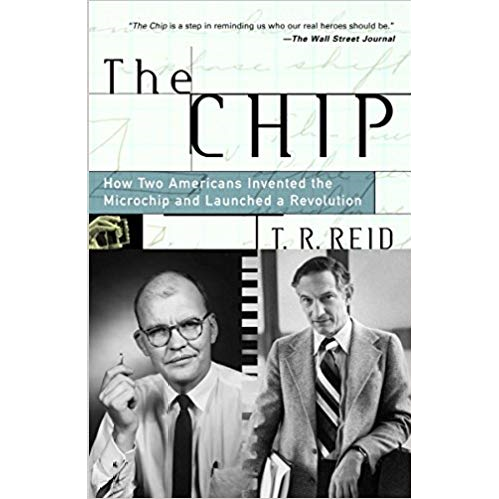 "The Chip is a step in reminding us who our real heroes should be."
—The Wall Street Journal
The
CHIP
How Two Americans Invented the
Microchip and Launched a Revolution
T. R. REID